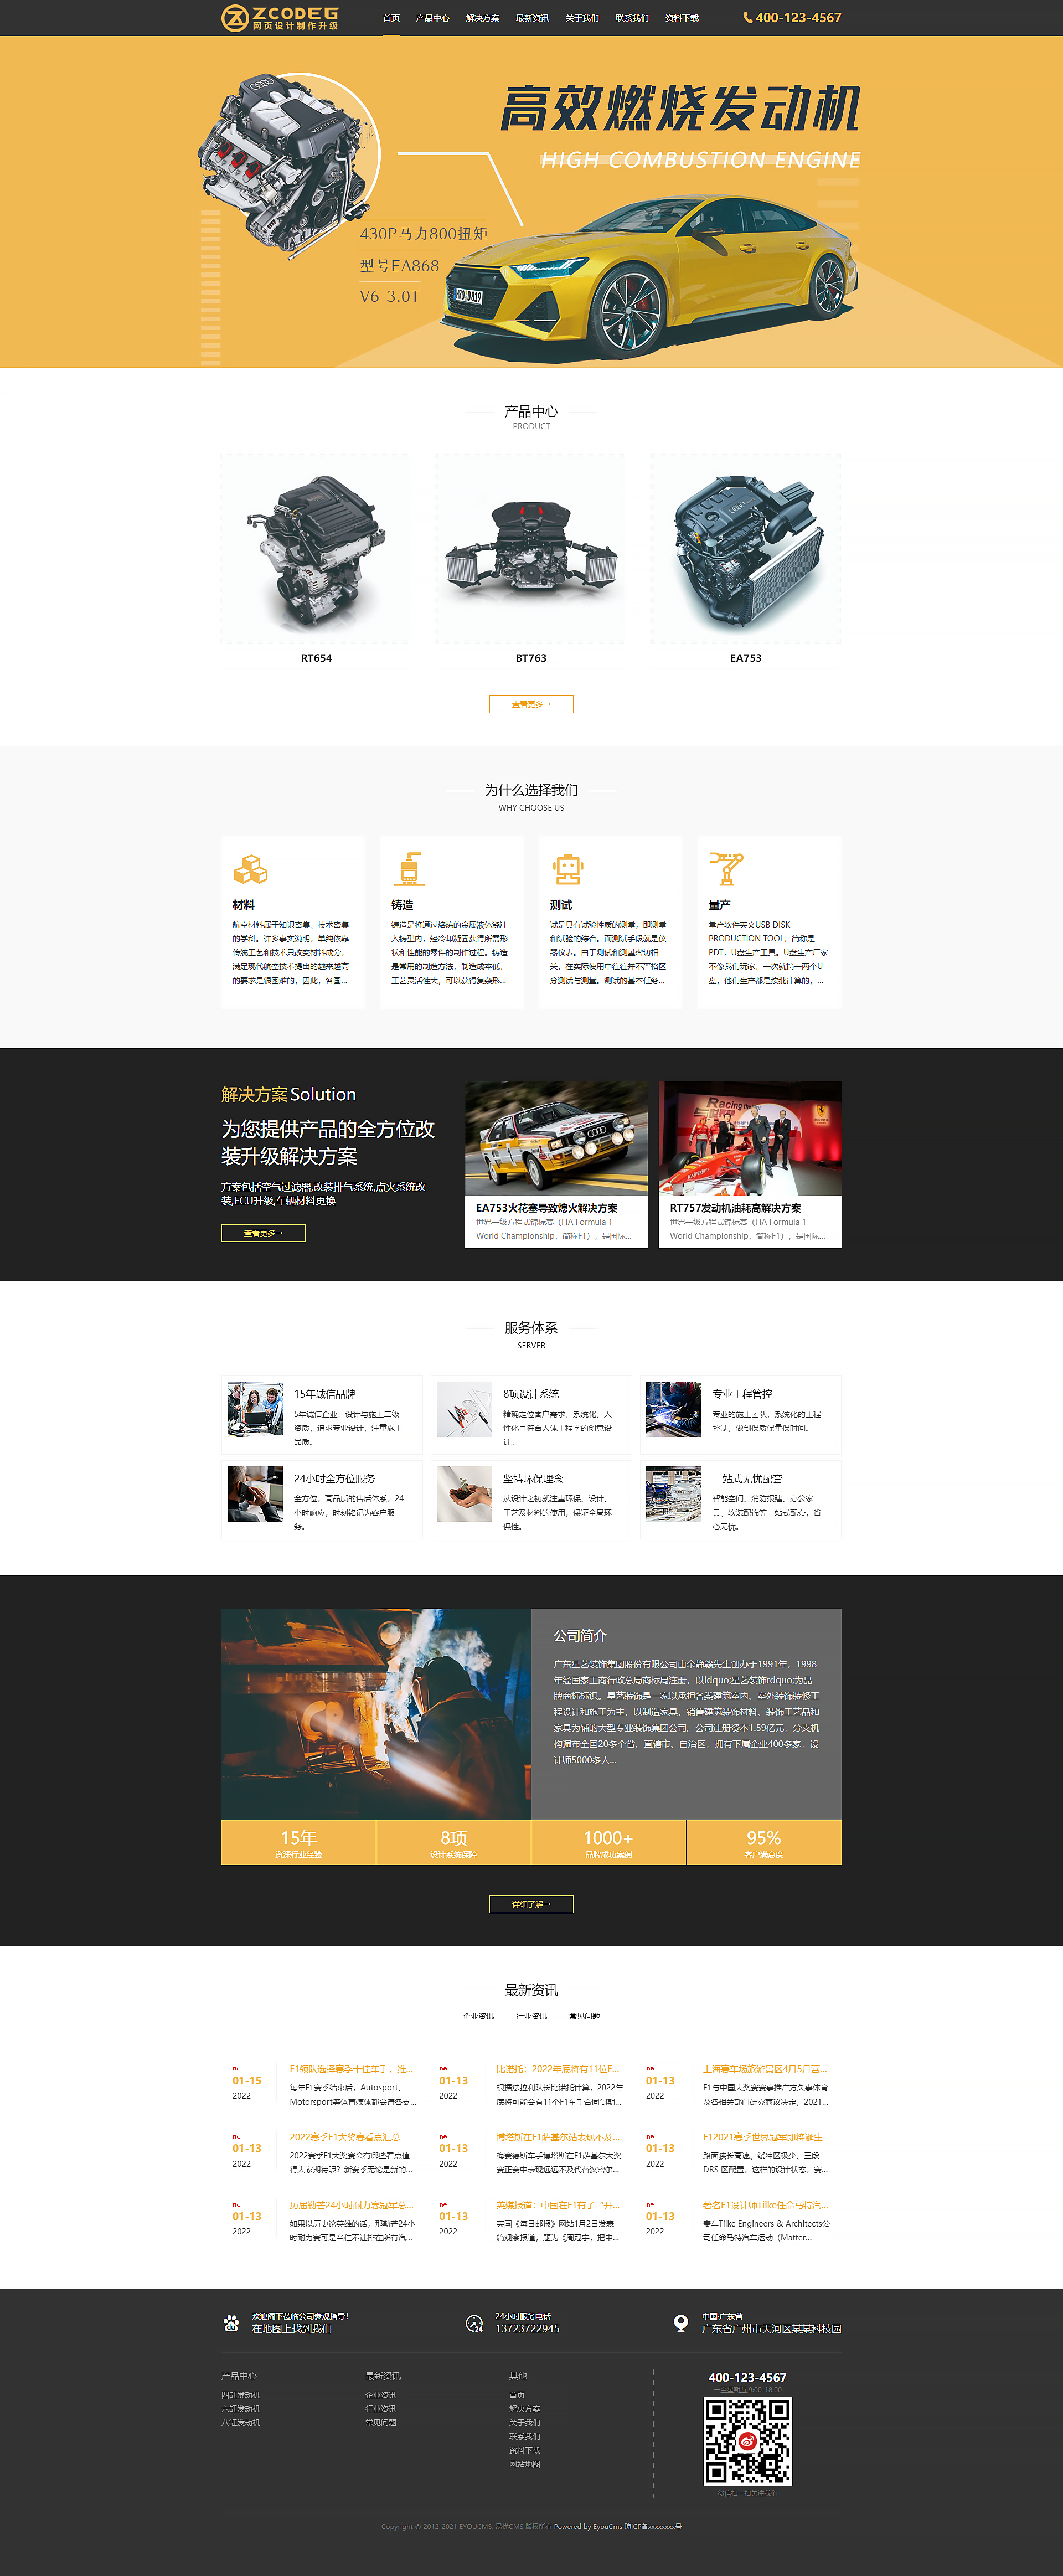 ZCODEG
网页设计制作升级
首页 产品中心 解决方案 最新资讯 关于我们 联系我们 资料下载
400-123-4567
高效燃烧发动机
HIGH COMBUSTION ENGINE
430P马力800扭矩
型号EA868
V6 3.0T
产品中心
PRODUCT
RT654
BT763
EA753
查看更多→
为什么选择我们
WHY CHOOSE US
材料
航空材料属于知识密集、技术密集
的学科。许多事实说明，单纯依靠
传统工艺和技术只改变材料成分，
满足现代航空技术提出的越来越高
的要求是很困难的，因此，各国...
铸造
铸造是将通过熔炼的金属液体浇注
入铸型内，经冷却凝固获得所需形
状和性能的零件的制作过程。铸造
是常用的制造方法，制造成本低，
工艺灵活性大，可以获得复杂形...
测试
试是具有试验性质的测量，即测量
和试验的综合。而测试手段就是仪
器仪表。由于测试和测量密切相
关，在实际使用中往往并不严格区
分测试与测量。测试的基本任务...
量产
量产软件英文USB DISK
PRODUCTION TOOL，简称是
PDT，U盘生产工具。U盘生产厂家
不像我们玩家，一次就搞一两个U
盘，他们生产都是按批计算的，...
解决方案 Solution
为您提供产品的全方位改
装升级解决方案
方案包括空气过滤器,改装排气系统,点火系统改
装,ECU升级,车辆材料更换
查看更多→
EA753火花塞导致熄火解决方案
世界一级方程式锦标赛（FIA Formula 1
World Championship，简称F1），是国际...
RT757发动机油耗高解决方案
世界一级方程式锦标赛（FIA Formula 1
World Championship，简称F1），是国际...
服务体系
SERVER
15年诚信品牌
5年诚信企业，设计与施工二级
资质，追求专业设计，注重施工
品质。
8项设计系统
精确定位客户需求，系统化、人
性化且符合人体工程学的创意设
计。
专业工程管控
专业的施工团队，系统化的工程
控制，做到保质保量保时间。
24小时全方位服务
全方位，高品质的售后体系，24
小时响应，时刻铭记为客户服
务。
坚持环保理念
从设计之初就注重环保、设计、
工艺及材料的使用，保证全局环
保性。
一站式无忧配套
智能空间、消防报建、办公家
具、软装配饰等一站式配套，省
心无忧。
公司简介
广东星艺装饰集团股份有限公司由余静赣先生创办于1991年，1998
年经国家工商行政总局商标局注册，以ldquo;星艺装饰rdquo;为品
牌商标标识。星艺装饰是一家以承担各类建筑室内、室外装饰装修工
程设计和施工为主，以制造家具，销售建筑装饰材料、装饰工艺品和
家具为辅的大型专业装饰集团公司。公司注册资本1.59亿元，分支机
构遍布全国20多个省、直辖市、自治区，拥有下属企业400多家，设
计师5000多人...
15年
资深行业经验
8项
设计系统保障
1000+
品牌成功案例
95%
客户满意度
详细了解→
最新资讯
企业资讯 行业资讯 常见问题
01-15
2022
F1领队选择赛季十佳车手，维...
每年F1赛季结束后，Autosport、
Motorsport等体育媒体都会请各支...
01-13
2022
比诺托：2022年底将有11位F...
根据法拉利队长比诺托计算，2022年
底将可能会有11个F1车手合同到期...
01-13
2022
上海赛车场旅游景区4月5月营...
F1与中国大奖赛赛事推广方久事体育
及各相关部门研究商议决定，2021...
01-13
2022
2022赛季F1大奖赛看点汇总
2022赛季F1大奖赛会有哪些看点值
得大家期待呢？新赛季无论是新的...
01-13
2022
博塔斯在F1萨基尔站表现不及...
梅赛德斯车手博塔斯在F1萨基尔大奖
赛正赛中表现远远不及代替汉密尔...
01-13
2022
F12021赛季世界冠军即将诞生
路面狭长高速、缓冲区极少、三段
DRS 区配置，这样的设计状态，赛...
01-13
2022
历届勒芒24小时耐力赛冠军总...
如果以历史论英雄的话，那勒芒24小
时耐力赛可是当仁不让排在所有汽...
01-13
2022
英媒报道：中国在F1有了“开...
英国《每日邮报》网站1月2日发表一
篇观察报道，题为《周冠宇，把中...
01-13
2022
著名F1设计师Tilke任命马特汽...
赛车Tilke Engineers & Architects公
司任命马特汽车运动（Matter...
欢迎阁下莅临公司参观指导！
在地图上找到我们
24小时服务电话
13723722945
中国·广东省
广东省广州市天河区某某科技园
产品中心
四缸发动机
六缸发动机
八缸发动机
最新资讯
企业资讯
行业资讯
常见问题
其他
首页
解决方案
关于我们
联系我们
资料下载
网站地图
400-123-4567
一至星期五 9:00-18:00
微信扫一扫关注我们
Copyright © 2012-2021 EYOUCMS. 易优CMS 版权所有 Powered by EyouCms 琼ICP备xxxxxxxx号